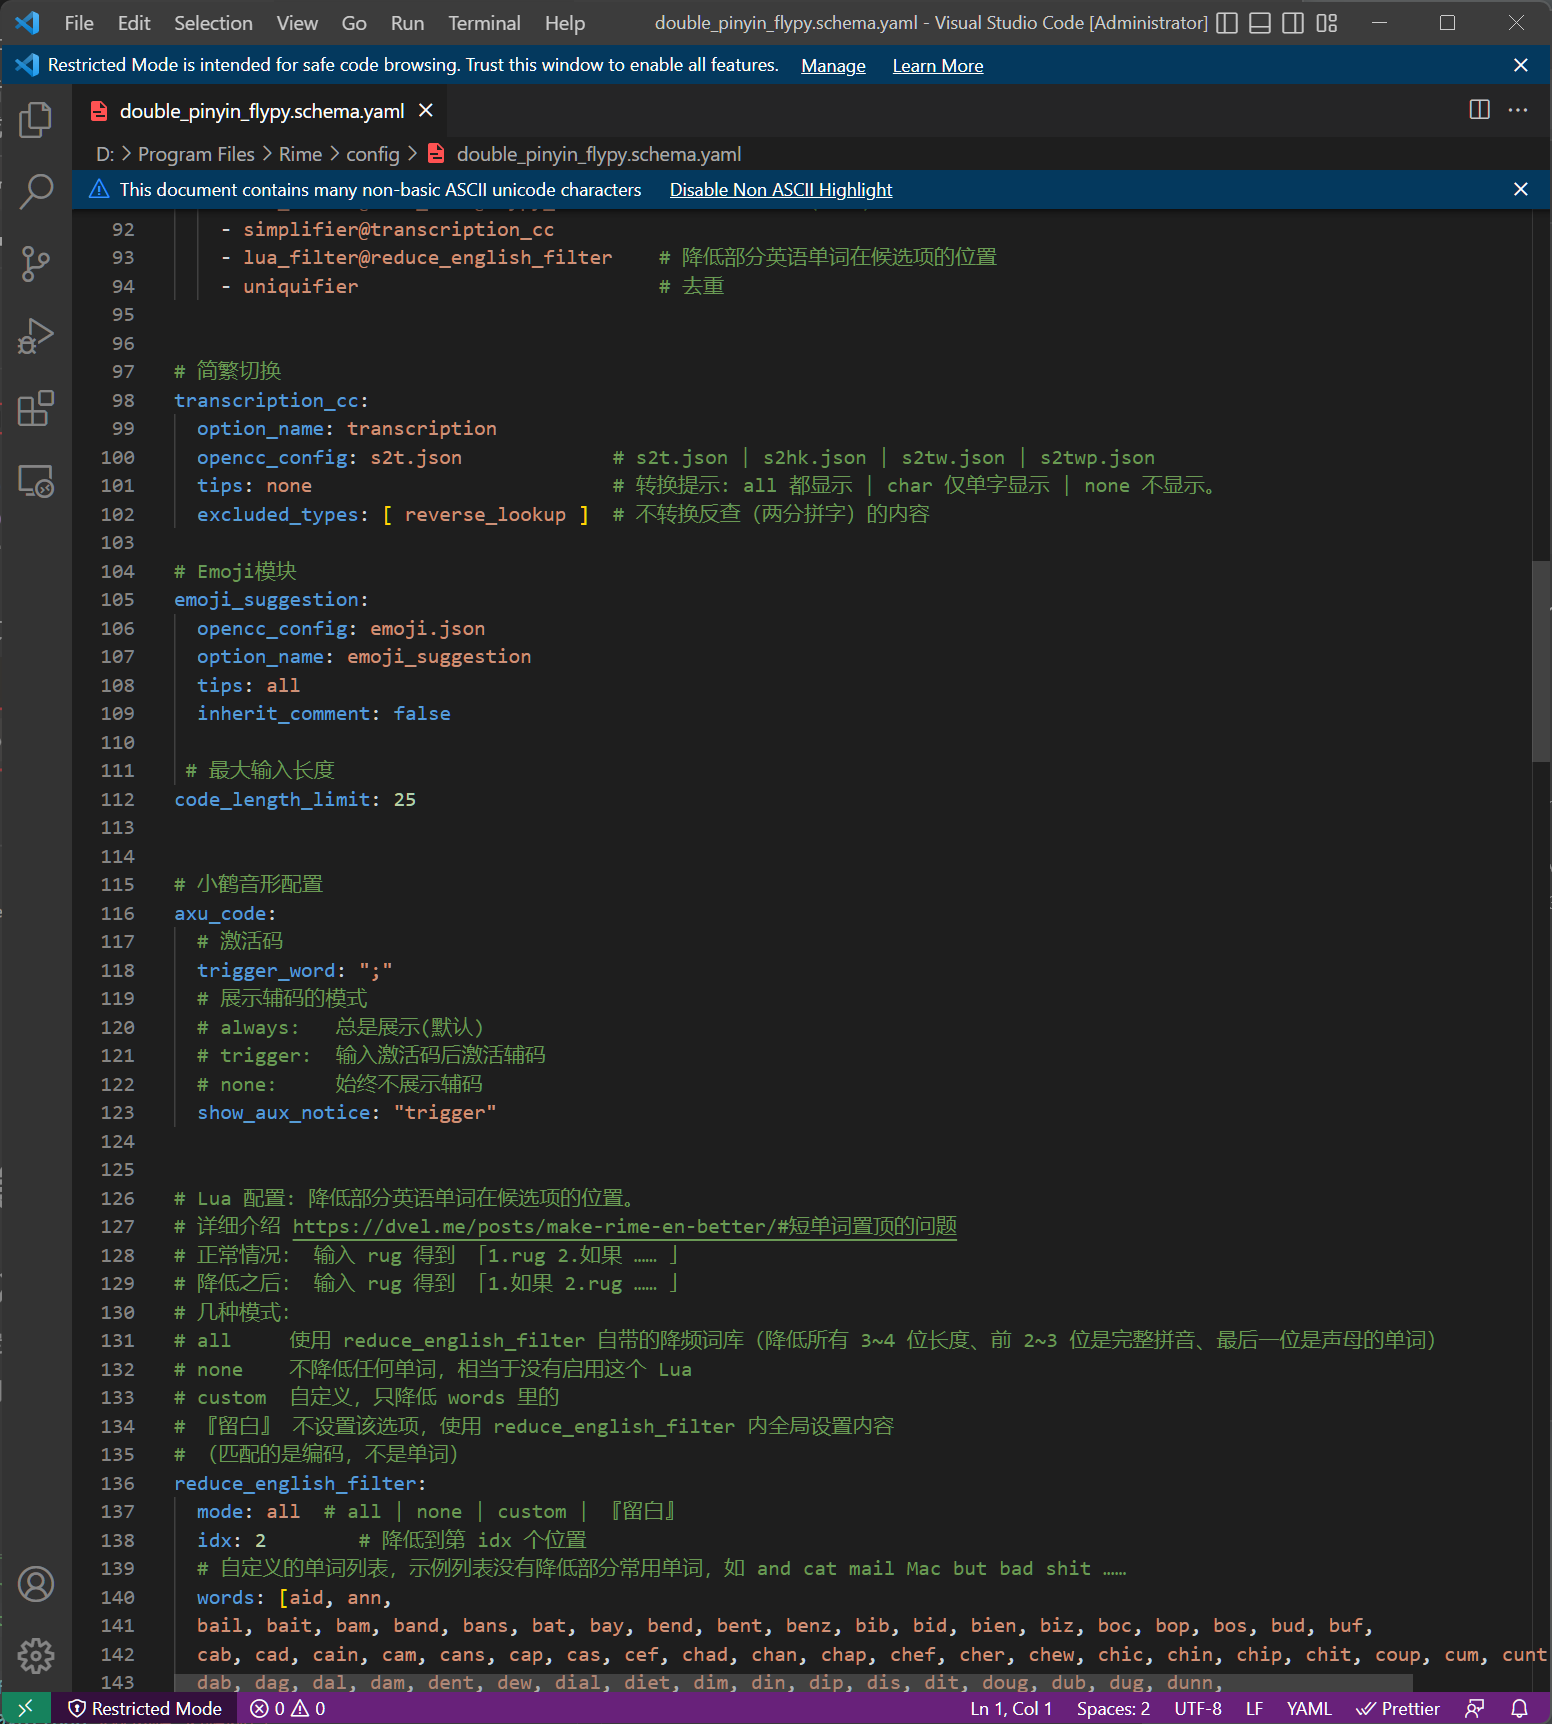 File Edit Selection View Go Run Terminal Help double_pinyin_flypy.schema.yaml - Visual Studio Code [Administrator]
Restricted Mode is intended for safe code browsing. Trust this window to enable all features. Manage Learn More
double_pinyin_flypy.schema.yaml
D: > Program Files > Rime > config > double_pinyin_flypy.schema.yaml
This document contains many non-basic ASCII unicode characters Disable Non ASCII Highlight
92 - simplifier@transcription_cc
93 - lua_filter@reduce_english_filter # 降低部分英语单词在候选项的位置
94 - uniquifier # 去重
95
96
97 # 简繁切换
98 transcription_cc:
99 option_name: transcription
100 opencc_config: s2t.json # s2t.json | s2hk.json | s2tw.json | s2twp.json
101 tips: none # 转换提示: all 都显示 | char 仅单字显示 | none 不显示。
102 excluded_types: [ reverse_lookup ] # 不转换反查（两分拼字）的内容
103
104 # Emoji模块
105 emoji_suggestion:
106 opencc_config: emoji.json
107 option_name: emoji_suggestion
108 tips: all
109 inherit_comment: false
110
111 # 最大输入长度
112 code_length_limit: 25
113
114
115 # 小鹤音形配置
116 axu_code:
117 # 激活码
118 trigger_word: ";"
119 # 展示辅码的模式
120 # always: 总是展示(默认)
121 # trigger: 输入激活码后激活辅码
122 # none: 始终不展示辅码
123 show_aux_notice: "trigger"
124
125
126 # Lua 配置: 降低部分英语单词在候选项的位置。
127 # 详细介绍 https://dvel.me/posts/make-rime-en-better/#短单词置顶的问题
128 # 正常情况: 输入 rug 得到 「1.rug 2.如果 …… 」
129 # 降低之后: 输入 rug 得到 「1.如果 2.rug …… 」
130 # 几种模式:
131 # all 使用 reduce_english_filter 自带的降频词库（降低所有 3~4 位长度、前 2~3 位是完整拼音、最后一位是声母的单词）
132 # none 不降低任何单词，相当于没有启用这个 Lua
133 # custom 自定义，只降低 words 里的
134 # 『留白』 不设置该选项，使用 reduce_english_filter 内全局设置内容
135 # （匹配的是编码，不是单词）
136 reduce_english_filter:
137 mode: all # all | none | custom | 『留白』
138 idx: 2 # 降低到第 idx 个位置
139 # 自定义的单词列表，示例列表没有降低部分常用单词，如 and cat mail Mac but bad shit ……
140 words: [aid, ann,
141 bail, bait, bam, band, bans, bat, bay, bend, bent, benz, bib, bid, bien, biz, boc, bop, bos, bud, buf,
142 cab, cad, cain, cam, cans, cap, cas, cef, chad, chan, chap, chef, cher, chew, chic, chin, chip, chit, coup, cum, cunt
143 dab, dag, dal, dam, dent, dew, dial, diet, dim, din, dip, dis, dit, doug, dub, dug, dunn,
Restricted Mode 0 0 Ln 1, Col 1 Spaces: 2 UTF-8 LF YAML Prettier